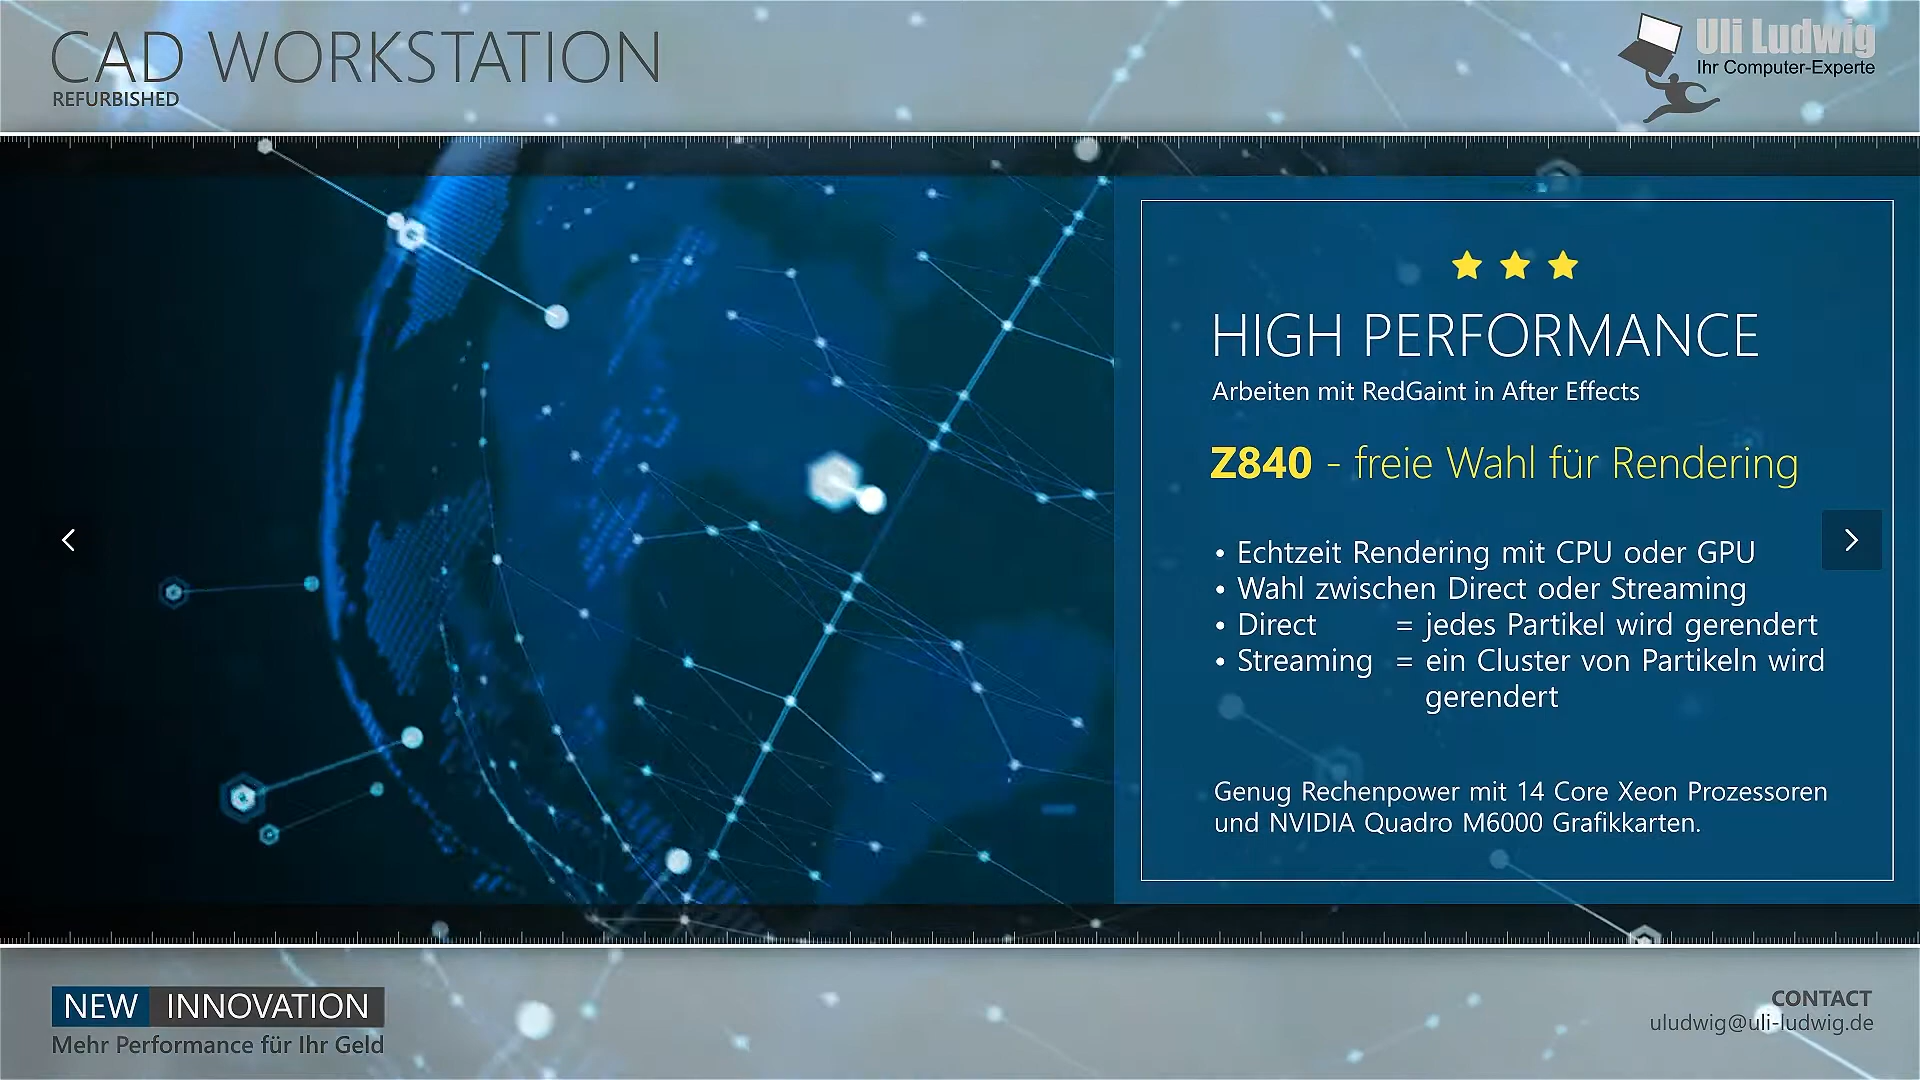 CAD WORKSTATION
REFURBISHED
Uli Ludwig
Ihr Computer-Experte
HIGH PERFORMANCE
Arbeiten mit RedGaint in After Effects
Z840 - freie Wahl für Rendering
• Echtzeit Rendering mit CPU oder GPU
• Wahl zwischen Direct oder Streaming
• Direct = jedes Partikel wird gerendert
• Streaming = ein Cluster von Partikeln wird
gerendert
Genug Rechenpower mit 14 Core Xeon Prozessoren
und NVIDIA Quadro M6000 Grafikkarten.
NEW INNOVATION
Mehr Performance für Ihr Geld
CONTACT
uludwig@uli-ludwig.de